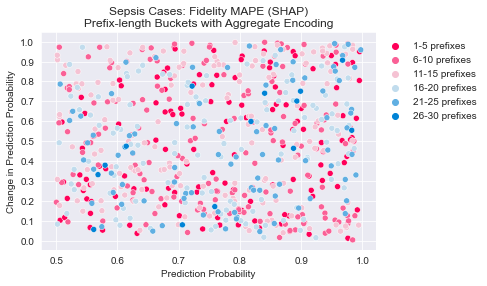 Sepsis Cases: Fidelity MAPE (SHAP)
Prefix-length Buckets with Aggregate Encoding
Change in Prediction Probability
1.0
0.9
0.8
0.7
0.6
0.5
0.4
0.3
0.2
0.1
0.0
0.5 0.6 0.7 0.8 0.9 1.0
Prediction Probability
1-5 prefixes
6-10 prefixes
11-15 prefixes
16-20 prefixes
21-25 prefixes
26-30 prefixes